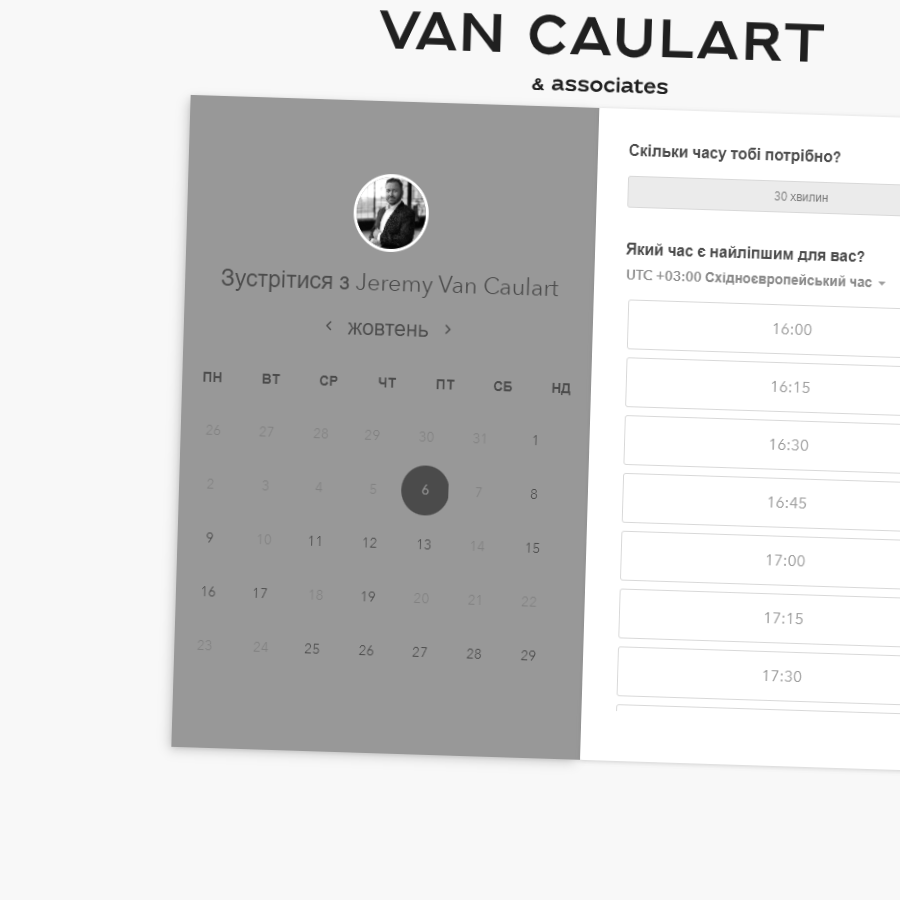 VAN CAULART
& associates
Зустрітися з Jeremy Van Caulart
‹ жовтень ›
ПН ВТ СР ЧТ ПТ СБ НД
26 27 28 29 30 31 1
2 3 4 5 6 7 8
9 10 11 12 13 14 15
16 17 18 19 20 21 22
23 24 25 26 27 28 29
Скільки часу тобі потрібно?
30 хвилин
Який час є найліпшим для вас?
UTC +03:00 Східноєвропейський час
16:00
16:15
16:30
16:45
17:00
17:15
17:30